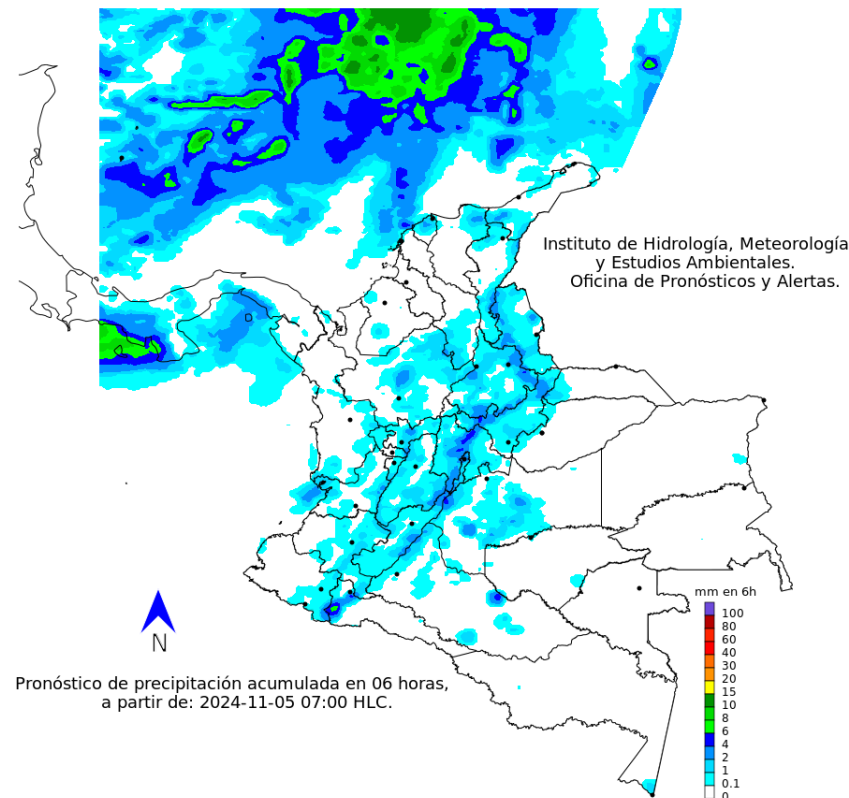 Instituto de Hidrología, Meteorología
y Estudios Ambientales.
Oficina de Pronósticos y Alertas.
mm en 6h
100
80
60
40
30
20
15
10
8
6
4
2
1
0.1
0
N
Pronóstico de precipitación acumulada en 06 horas,
a partir de: 2024-11-05 07:00 HLC.